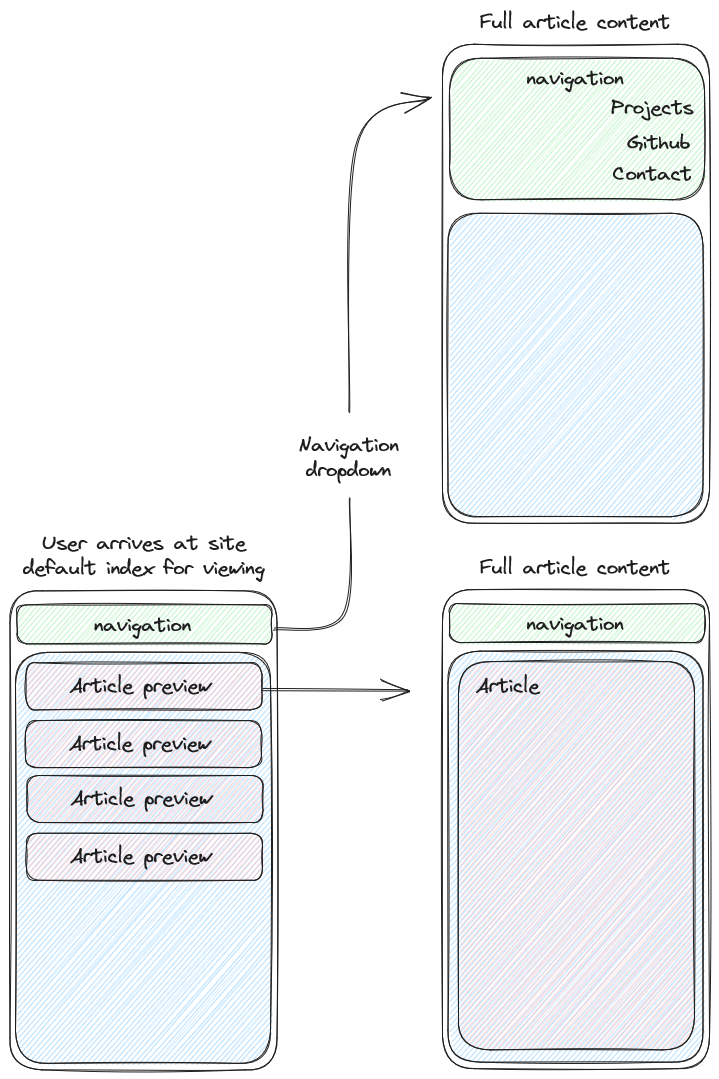 Full article content
navigation
Projects
Github
Contact
Navigation
dropdown
User arrives at site
default index for viewing
navigation
Article preview
Article preview
Article preview
Article preview
Full article content
navigation
Article